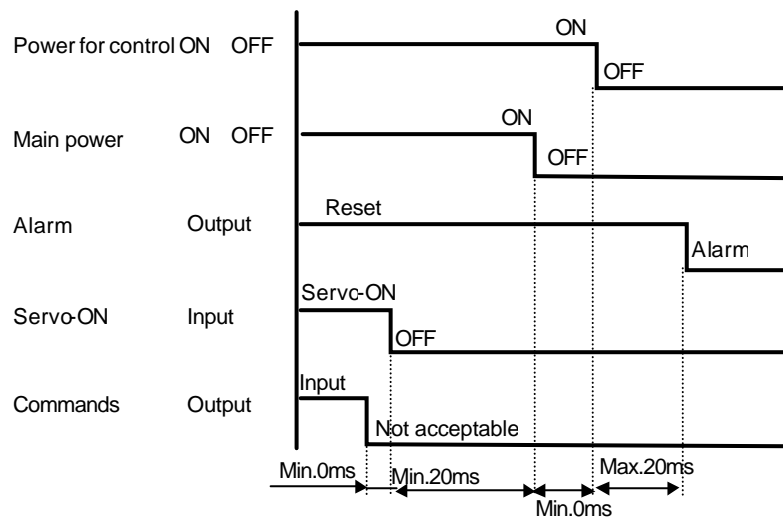 ON
Power for control ON OFF
OFF
ON
Main power ON OFF
OFF
Reset
Alarm Output
Alarm
Servo-ON
Servo-ON Input
OFF
Input
Commands Output
Not acceptable
Min.0ms
Min.20ms
Max.20ms
Min.0ms